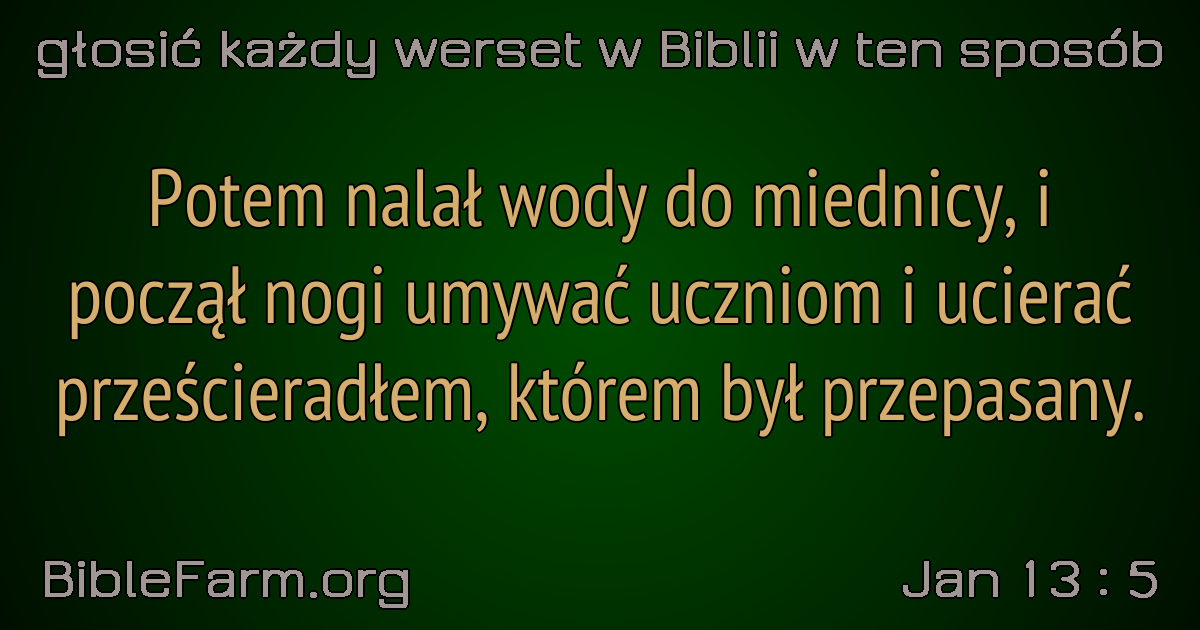 głosić każdy werset w Biblii w ten sposób
Potem nalał wody do miednicy, i
począł nogi umywać uczniom i ucierać
prześcieradłem, którem był przepasany.
BibleFarm.org
Jan 13 : 5